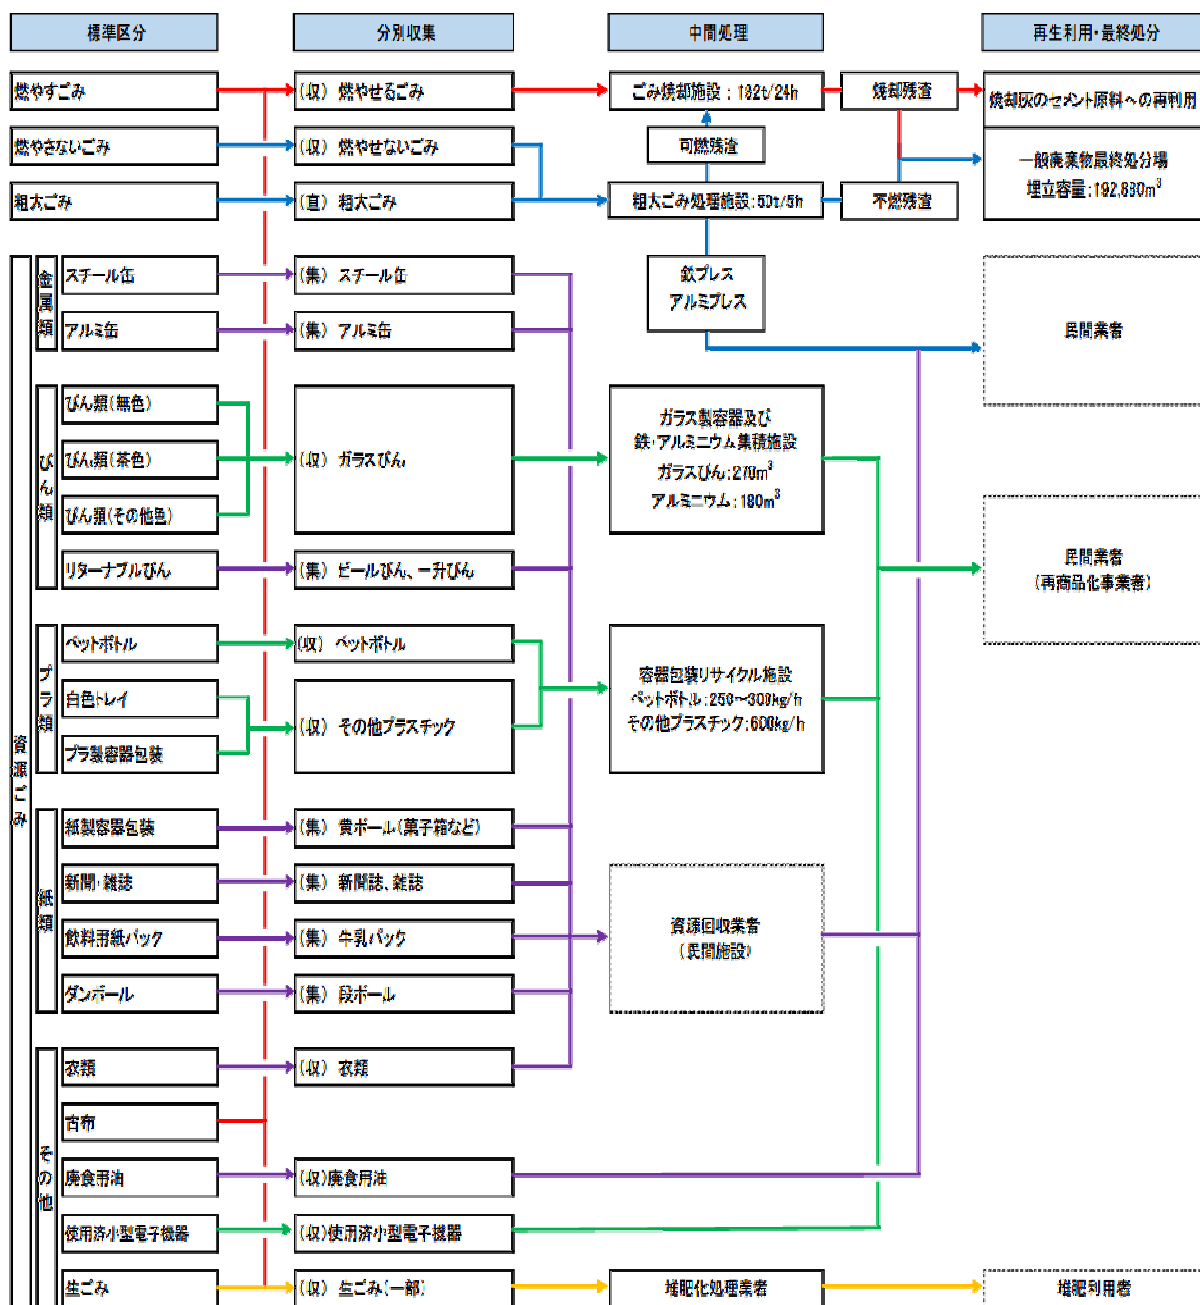 標準区分
分別収集
中間処理
再生利用・最終処分
燃やすごみ
(収) 燃やせるごみ
ごみ焼却施設：192t/24h
焼却残渣
焼却灰のセメント原料への再利用
燃やさないごみ
(収) 燃やせないごみ
可燃残渣
一般廃棄物最終処分場
埋立容量：192,880m³
粗大ごみ
(直) 粗大ごみ
粗大ごみ処理施設：50t/5h
不燃残渣
資源ごみ
金属類
スチール缶
(集) スチール缶
鉄プレス
アルミプレス
アルミ缶
(集) アルミ缶
民間業者
びん類
びん類(無色)
びん類(茶色)
びん類(その他色)
(収) ガラスびん
ガラス製容器及び
鉄・アルミニウム集積施設
ガラスびん：270m³
アルミニウム：180m³
リターナブルびん
(集) ビールびん、一升びん
民間業者
(再商品化事業者)
プラ類
ペットボトル
(収) ペットボトル
白色トレイ
プラ製容器包装
(収) その他プラスチック
容器包装リサイクル施設
ペットボトル：250～300kg/h
その他プラスチック：600kg/h
紙類
紙製容器包装
(集) 黄ボール(菓子箱など)
新聞・雑誌
(集) 新聞誌、雑誌
飲料用紙パック
(集) 牛乳パック
資源回収業者
(民間施設)
ダンボール
(集) 段ボール
その他
衣類
(収) 衣類
古布
廃食用油
(収)廃食用油
使用済小型電子機器
(収)使用済小型電子機器
生ごみ
(収) 生ごみ(一部)
堆肥化処理業者
堆肥利用者